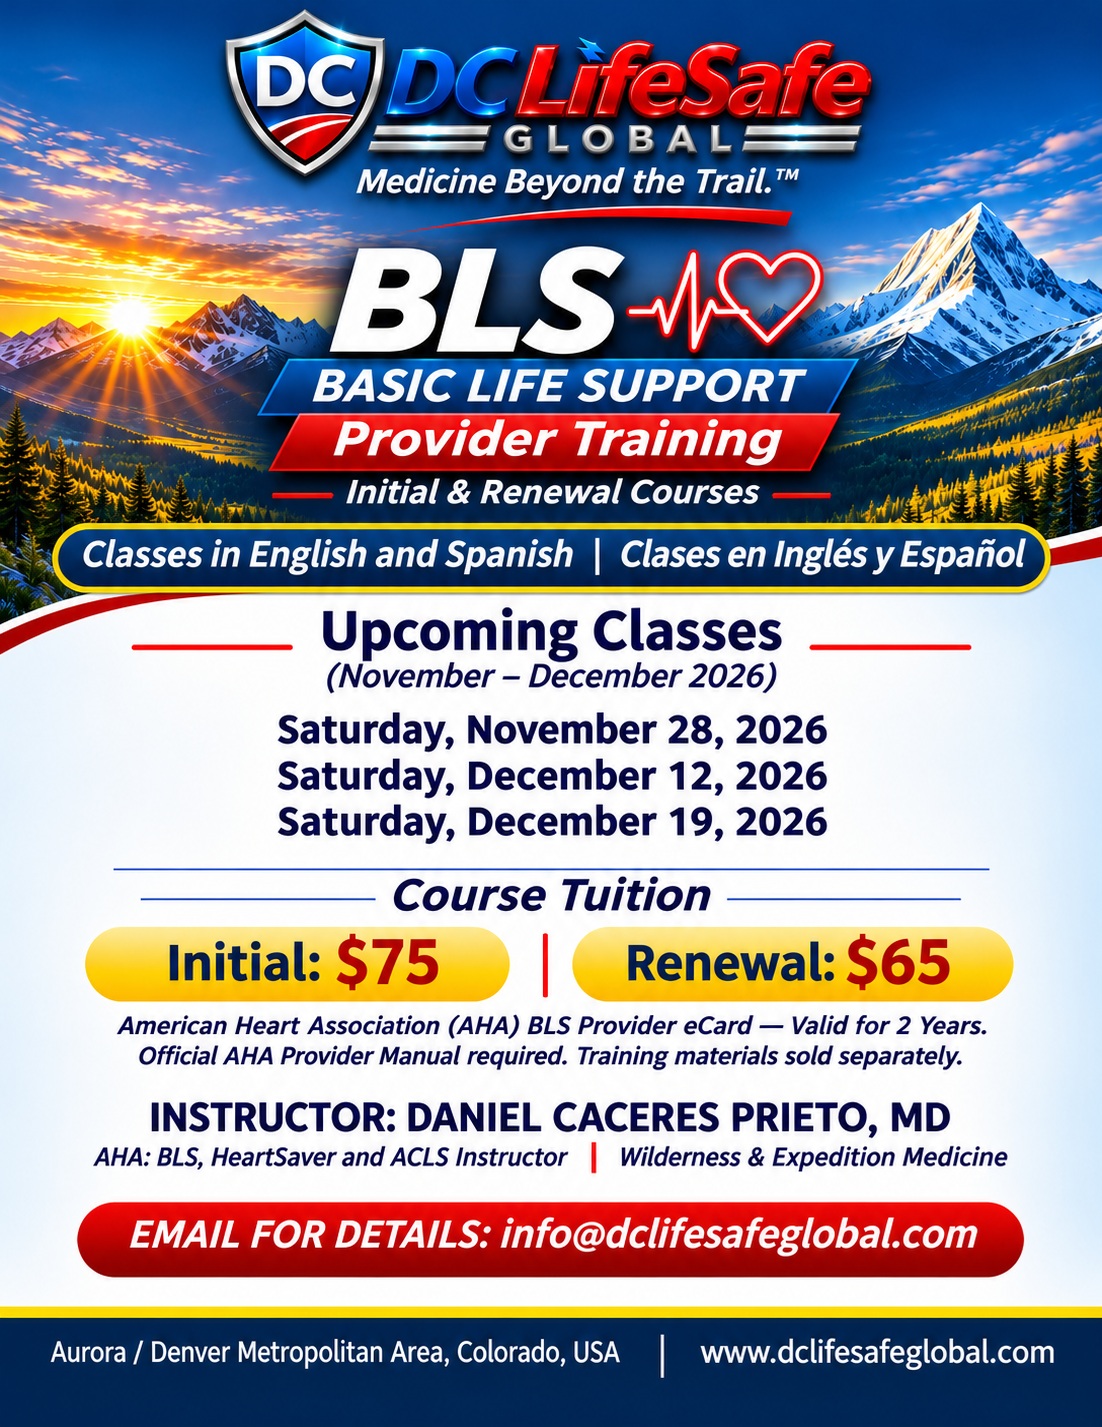 DC
DC LifeSafe
GLOBAL
Medicine Beyond the Trail.™
BLS
BASIC LIFE SUPPORT
Provider Training
Initial & Renewal Courses
Classes in English and Spanish | Clases en Inglés y Español
Upcoming Classes
(November – December 2026)
Saturday, November 28, 2026
Saturday, December 12, 2026
Saturday, December 19, 2026
Course Tuition
Initial: $75 | Renewal: $65
American Heart Association (AHA) BLS Provider eCard — Valid for 2 Years.
Official AHA Provider Manual required. Training materials sold separately.
INSTRUCTOR: DANIEL CACERES PRIETO, MD
AHA: BLS, HeartSaver and ACLS Instructor | Wilderness & Expedition Medicine
EMAIL FOR DETAILS: info@dclifesafeglobal.com
Aurora / Denver Metropolitan Area, Colorado, USA | www.dclifesafeglobal.com